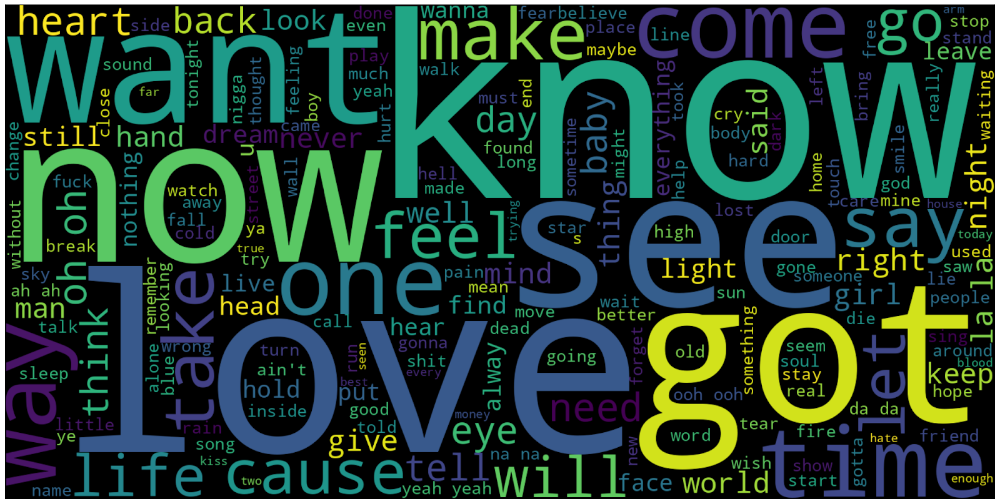 heart
side
back
look
done
even
wanna
fear
believe
arm
make
place
maybe
come
line
free
go
stop
stand
leave
want
know
sound
far
tonight
close
nigga
thought
feeling
boy
play
much
yeah
hurt
came
walk
must
end
day
found
long
baby
sometime
might
everything
took
help
cry
body
hard
said
dark
left
bring
really
smile
waiting
night
home
touch
god
mine
care
house
change
still
hand
dream
never
u
nothing
street
wall
now
fuck
oh oh
watch
away
fall
cold
break
without
ya
true
try
hell
made
well
feel
trying
star
s
thing
see
high
lost
door
say
today
used
saw
right
light
gone
someone
girl
lie
people
la la
sky
ah ah
man
talk
think
remember
looking
alone
blue
wrong
take
live
head
one
pain
mind
mean
find
call
hear
move
dead
wait
better
sun
die
love
got
let
way
sleep
little
ye
turn
ain't
hold
inside
run
seen
best
put
gonna
shit
every
alway
going
forget
old
something
seem
soul
stay
real
sing
around
blood
keep
hope
need
ooh ooh
da da
rain
song
kiss
good
told
give
money
eye
na na
word
new
tear
fire
hate
friend
name
life
two
cause
tell
yeah yeah
will
face
world
wish
show
start
time
gotta
enough